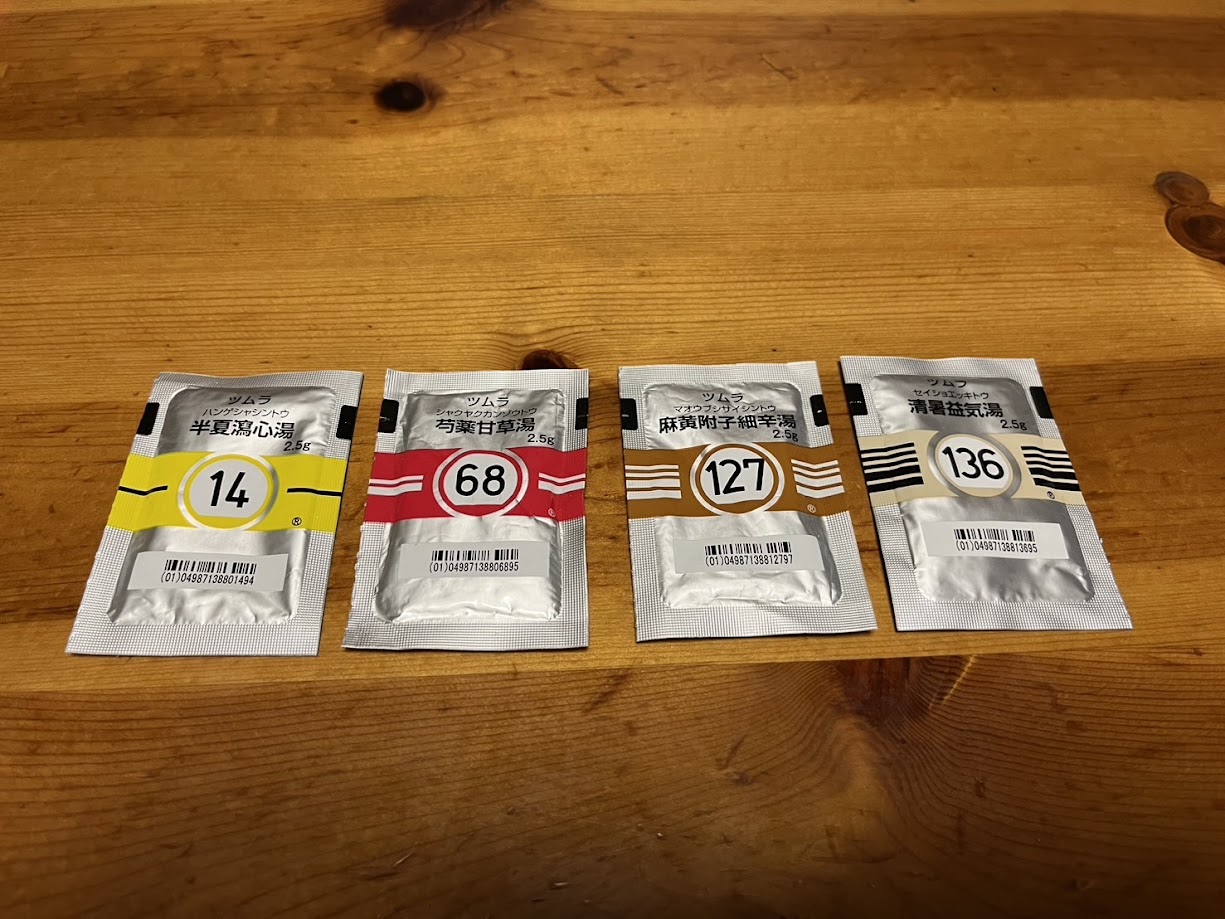 ツムラ
ハンゲシャシントウ
半夏瀉心湯
2.5g
14
®
(01)04987138801494
ツムラ
シャクヤクカンゾウトウ
芍薬甘草湯
2.5g
68
®
(01)04987138806895
ツムラ
マオウブシサイシントウ
麻黄附子細辛湯
2.5g
127
®
(01)04987138812797
ツムラ
セイショエッキトウ
清暑益気湯
2.5g
136
®
(01)04987138813695